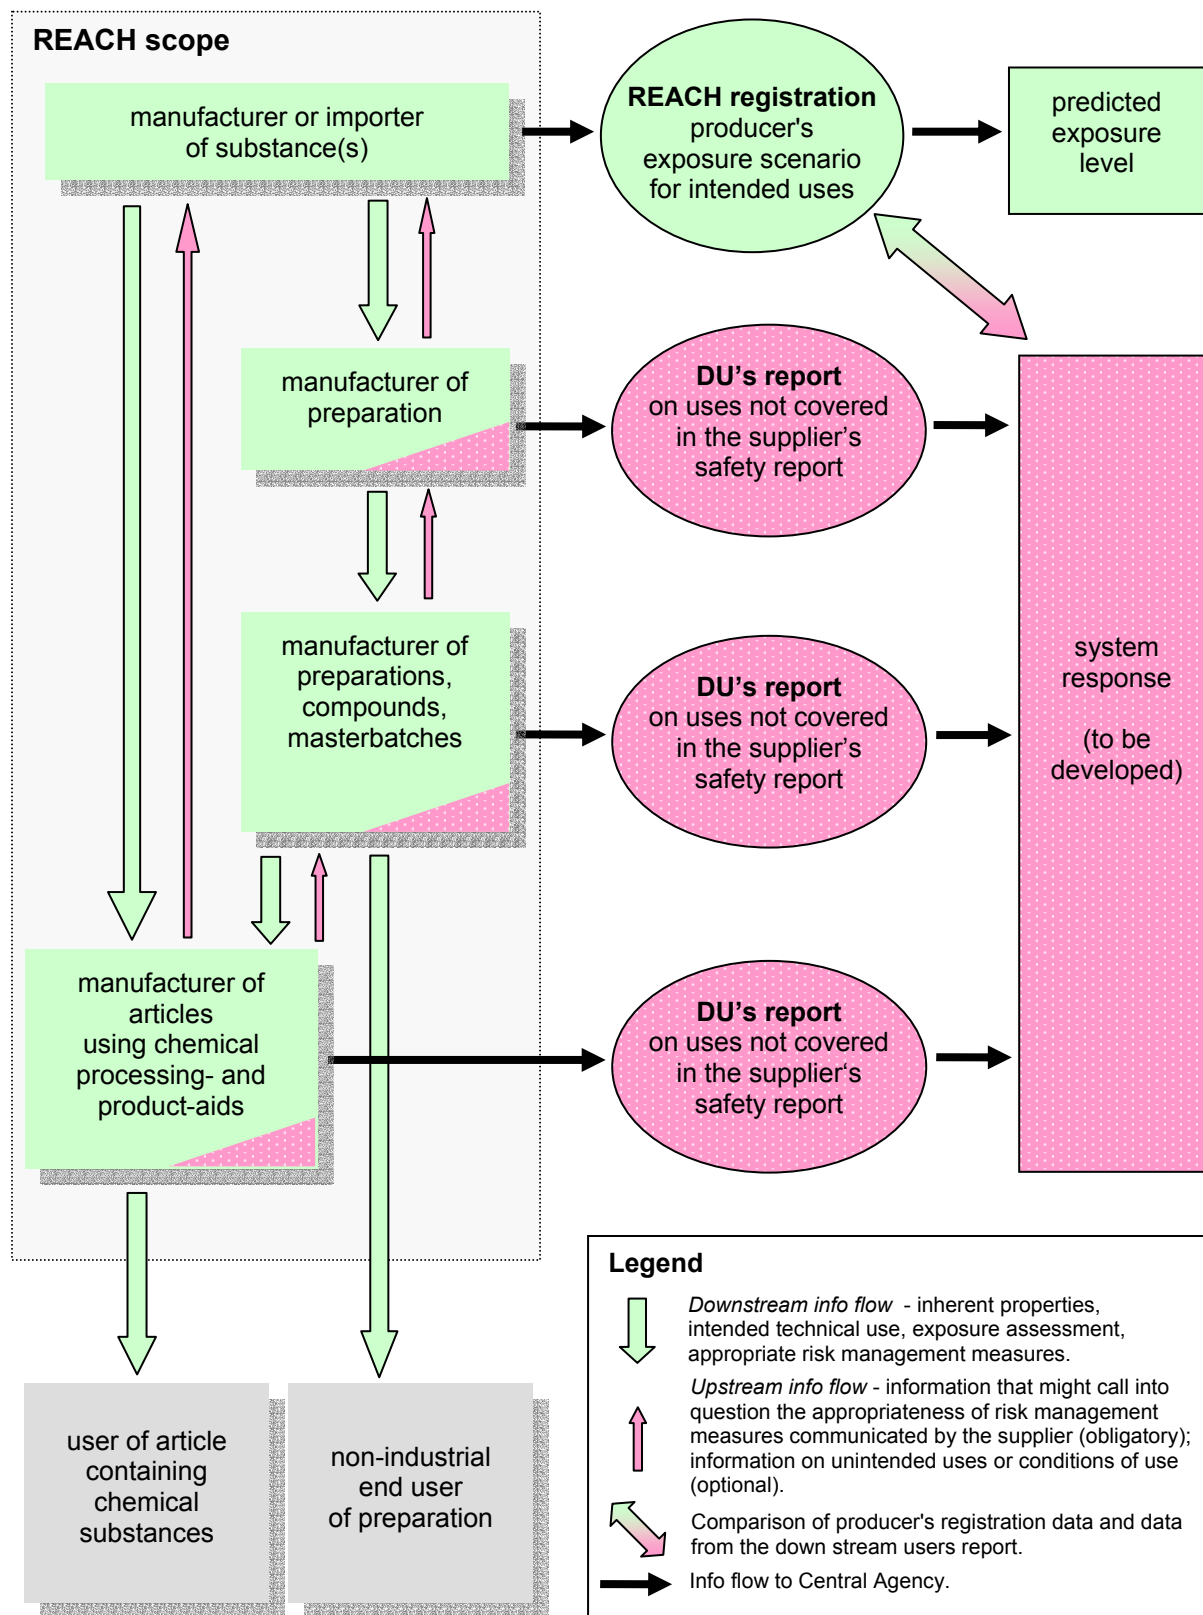 REACH scope
manufacturer or importer
of substance(s)
REACH registration
producer's
exposure scenario
for intended uses
predicted
exposure
level
manufacturer of
preparation
DU's report
on uses not covered
in the supplier’s
safety report
manufacturer of
preparations,
compounds,
masterbatches
DU’s report
on uses not covered
in the supplier’s
safety report
system
response
(to be
developed)
manufacturer of
articles
using chemical
processing- and
product-aids
DU’s report
on uses not covered
in the supplier‘s
safety report
user of article
containing
chemical
substances
non-industrial
end user
of preparation
Legend
Downstream info flow - inherent properties,
intended technical use, exposure assessment,
appropriate risk management measures.
Upstream info flow - information that might call into
question the appropriateness of risk management
measures communicated by the supplier (obligatory);
information on unintended uses or conditions of use
(optional).
Comparison of producer's registration data and data
from the down stream users report.
Info flow to Central Agency.